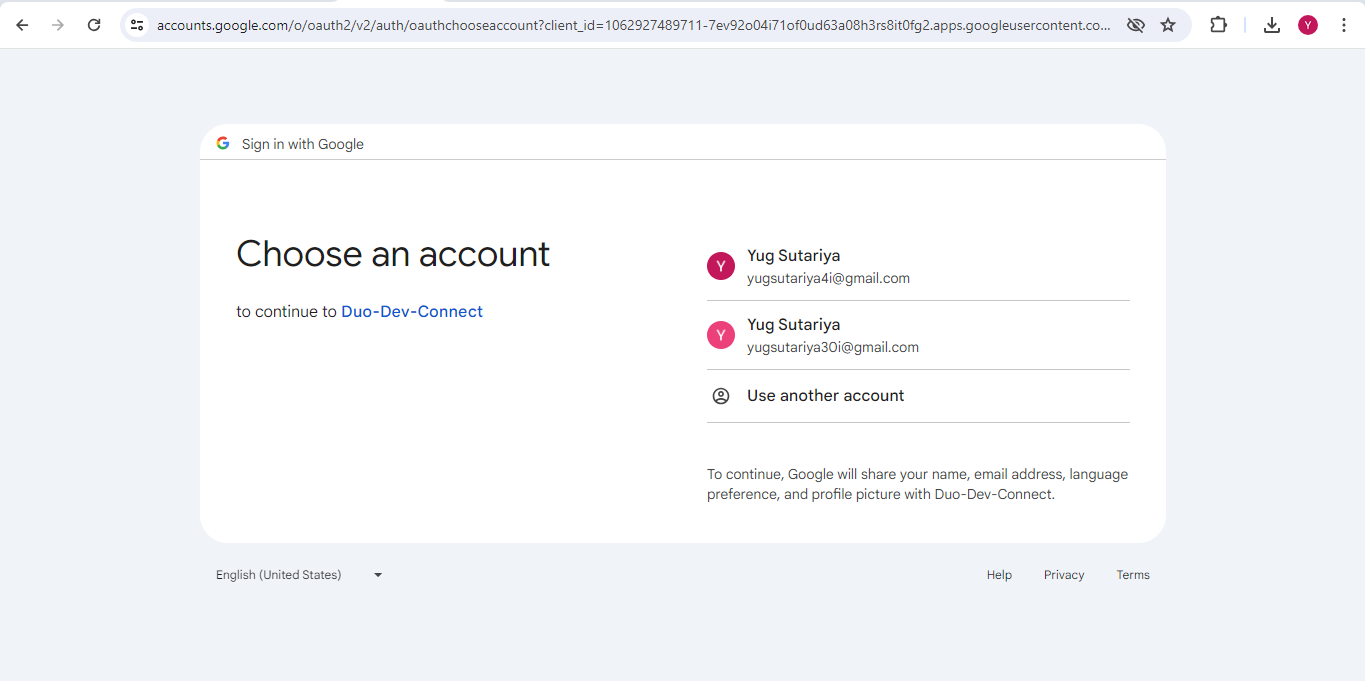 accounts.google.com/o/oauth2/v2/auth/oauthchooseaccount?client_id=1062927489711-7ev92o04i71of0ud63a08h3rs8it0fg2.apps.googleusercontent.co...
Y
Sign in with Google
Choose an account
to continue to Duo-Dev-Connect
Y
Yug Sutariya
yugsutariya4i@gmail.com
Y
Yug Sutariya
yugsutariya30i@gmail.com
Use another account
To continue, Google will share your name, email address, language
preference, and profile picture with Duo-Dev-Connect.
English (United States)
Help Privacy Terms